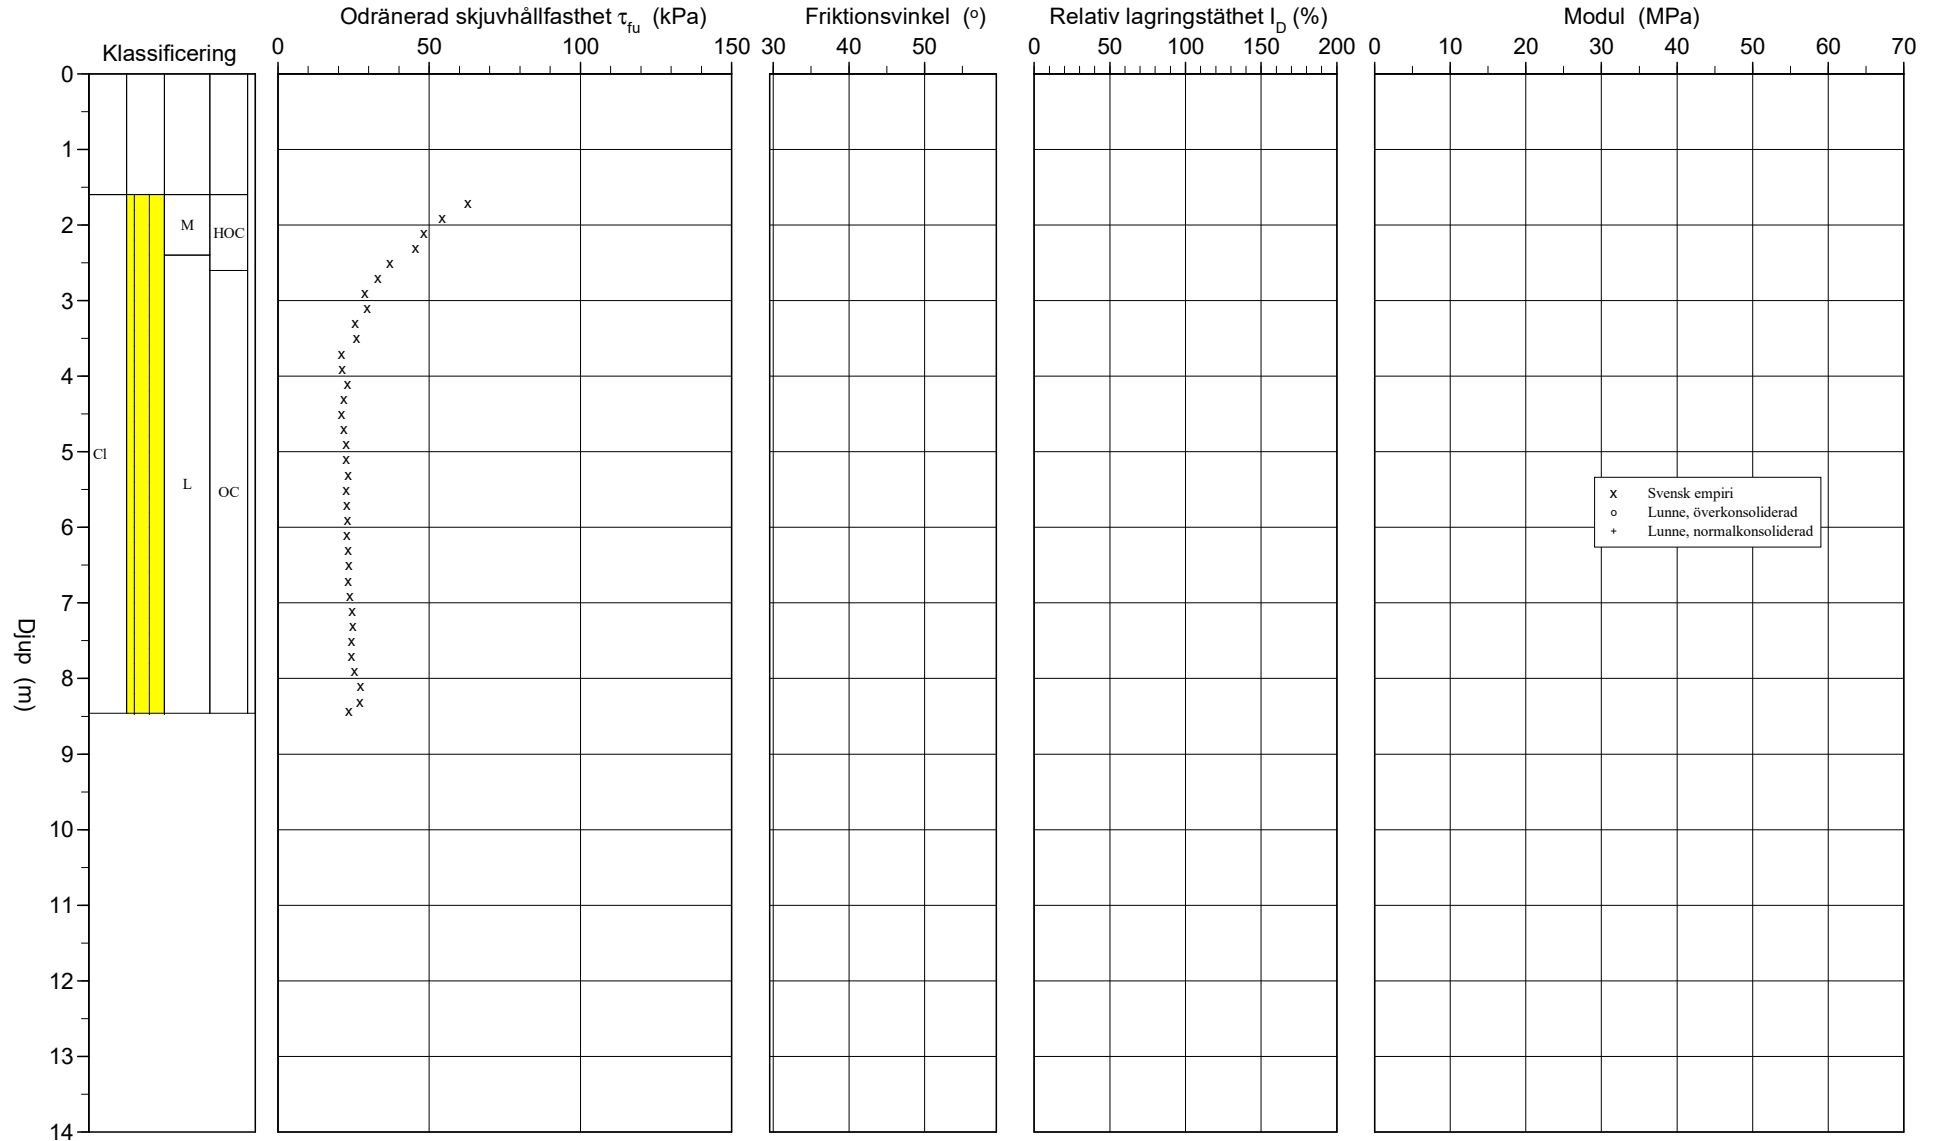 Odränerad skjuvhållfasthet τfu (kPa)
Friktionsvinkel (o)
Relativ lagringstäthet ID (%)
Modul (MPa)
Klassificering
0 50 100 150
30 40 50
0 50 100 150 200
0 10 20 30 40 50 60 70
0
1
2
3
4
5
6
7
8
9
10
11
12
13
14
Djup (m)
M
HOC
Cl
L
OC
x Svensk empiri
o Lunne, överkonsoliderad
+ Lunne, normalkonsoliderad